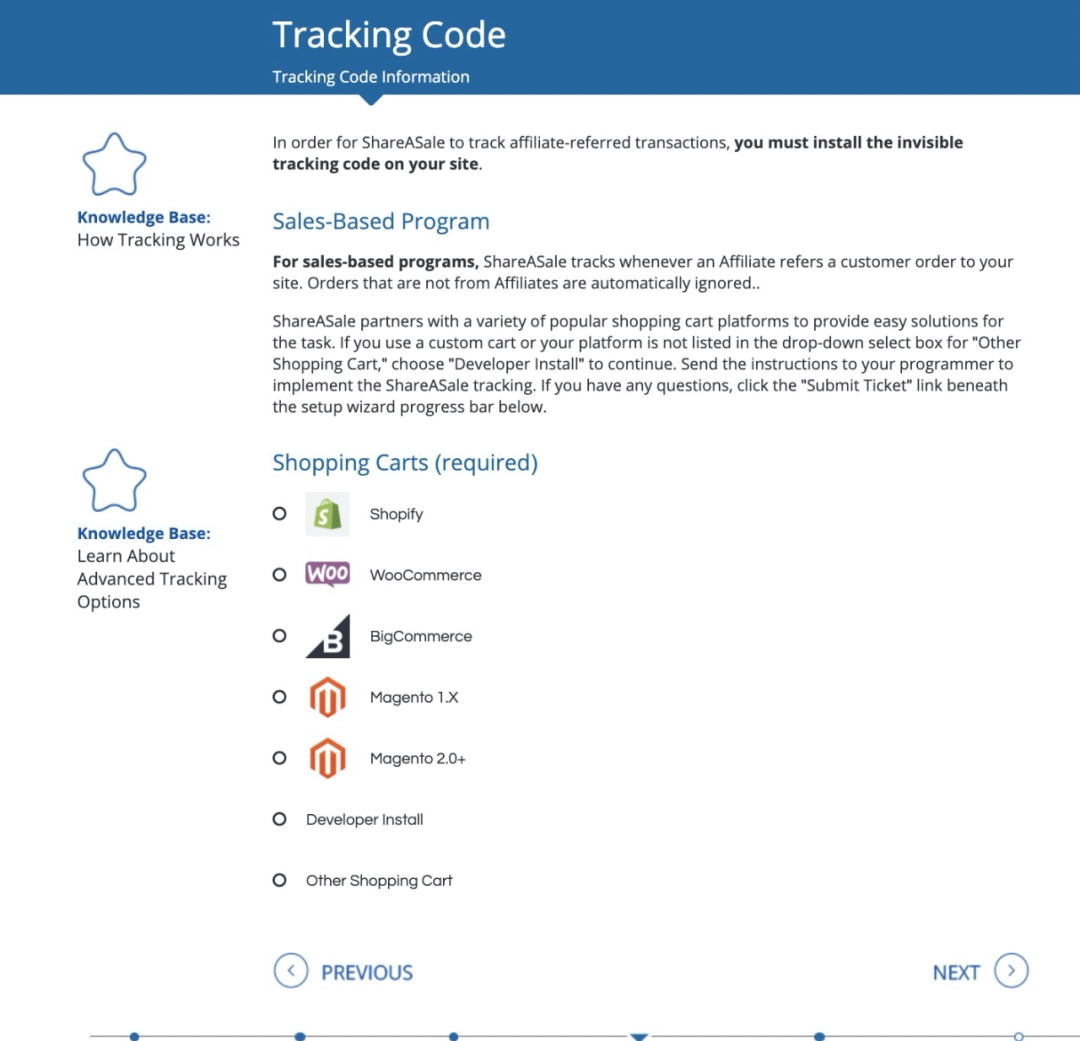 Tracking Code
Tracking Code Information
In order for ShareASale to track affiliate-referred transactions, you must install the invisible
tracking code on your site.
Knowledge Base:
How Tracking Works
Sales-Based Program
For sales-based programs, ShareASale tracks whenever an Affiliate refers a customer order to your
site. Orders that are not from Affiliates are automatically ignored..
ShareASale partners with a variety of popular shopping cart platforms to provide easy solutions for
the task. If you use a custom cart or your platform is not listed in the drop-down select box for "Other
Shopping Cart," choose "Developer Install" to continue. Send the instructions to your programmer to
implement the ShareASale tracking. If you have any questions, click the "Submit Ticket" link beneath
the setup wizard progress bar below.
Knowledge Base:
Learn About
Advanced Tracking
Options
Shopping Carts (required)
S Shopify
WOO WooCommerce
B BigCommerce
Magento 1.X
Magento 2.0+
Developer Install
Other Shopping Cart
PREVIOUS
NEXT